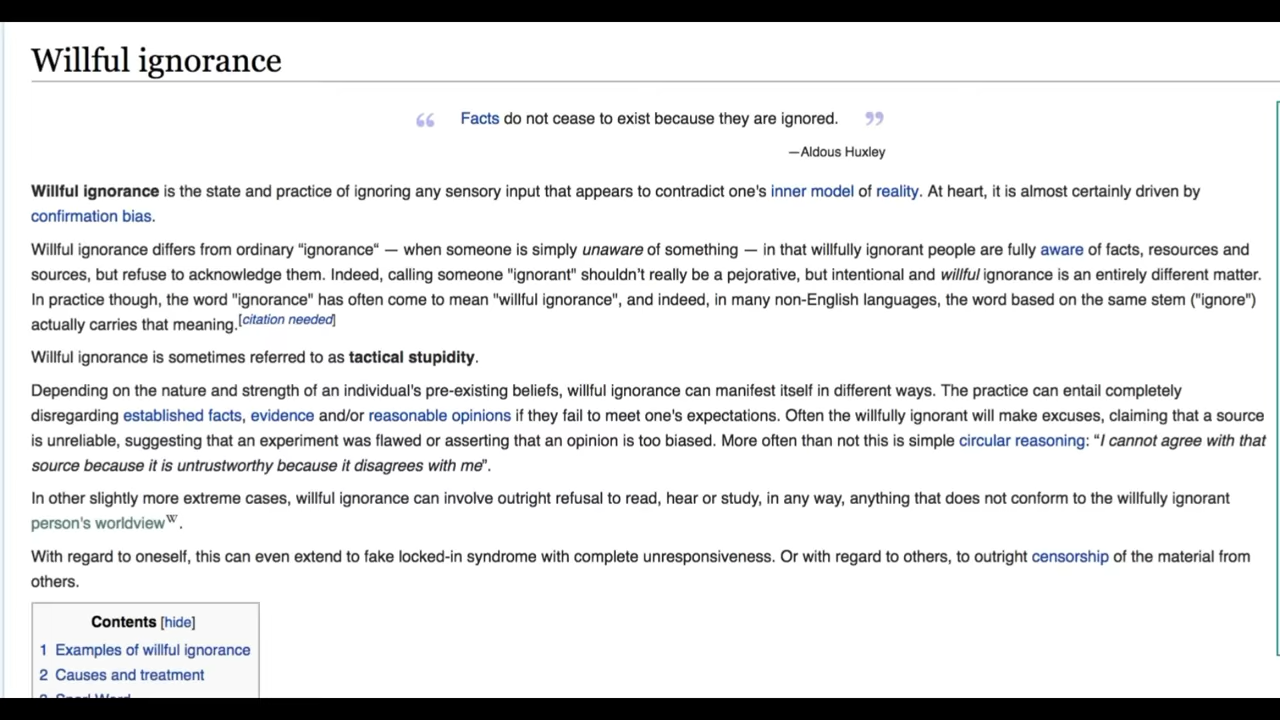 Willful ignorance
“ Facts do not cease to exist because they are ignored. ”
—Aldous Huxley
Willful ignorance is the state and practice of ignoring any sensory input that appears to contradict one's inner model of reality. At heart, it is almost certainly driven by
confirmation bias.
Willful ignorance differs from ordinary “ignorance“ — when someone is simply unaware of something — in that willfully ignorant people are fully aware of facts, resources and
sources, but refuse to acknowledge them. Indeed, calling someone "ignorant" shouldn't really be a pejorative, but intentional and willful ignorance is an entirely different matter.
In practice though, the word "ignorance" has often come to mean "willful ignorance", and indeed, in many non-English languages, the word based on the same stem ("ignore")
actually carries that meaning.[citation needed]
Willful ignorance is sometimes referred to as tactical stupidity.
Depending on the nature and strength of an individual's pre-existing beliefs, willful ignorance can manifest itself in different ways. The practice can entail completely
disregarding established facts, evidence and/or reasonable opinions if they fail to meet one's expectations. Often the willfully ignorant will make excuses, claiming that a source
is unreliable, suggesting that an experiment was flawed or asserting that an opinion is too biased. More often than not this is simple circular reasoning: “I cannot agree with that
source because it is untrustworthy because it disagrees with me”.
In other slightly more extreme cases, willful ignorance can involve outright refusal to read, hear or study, in any way, anything that does not conform to the willfully ignorant
person's worldview W.
With regard to oneself, this can even extend to fake locked-in syndrome with complete unresponsiveness. Or with regard to others, to outright censorship of the material from
others.
Contents [hide]
1 Examples of willful ignorance
2 Causes and treatment